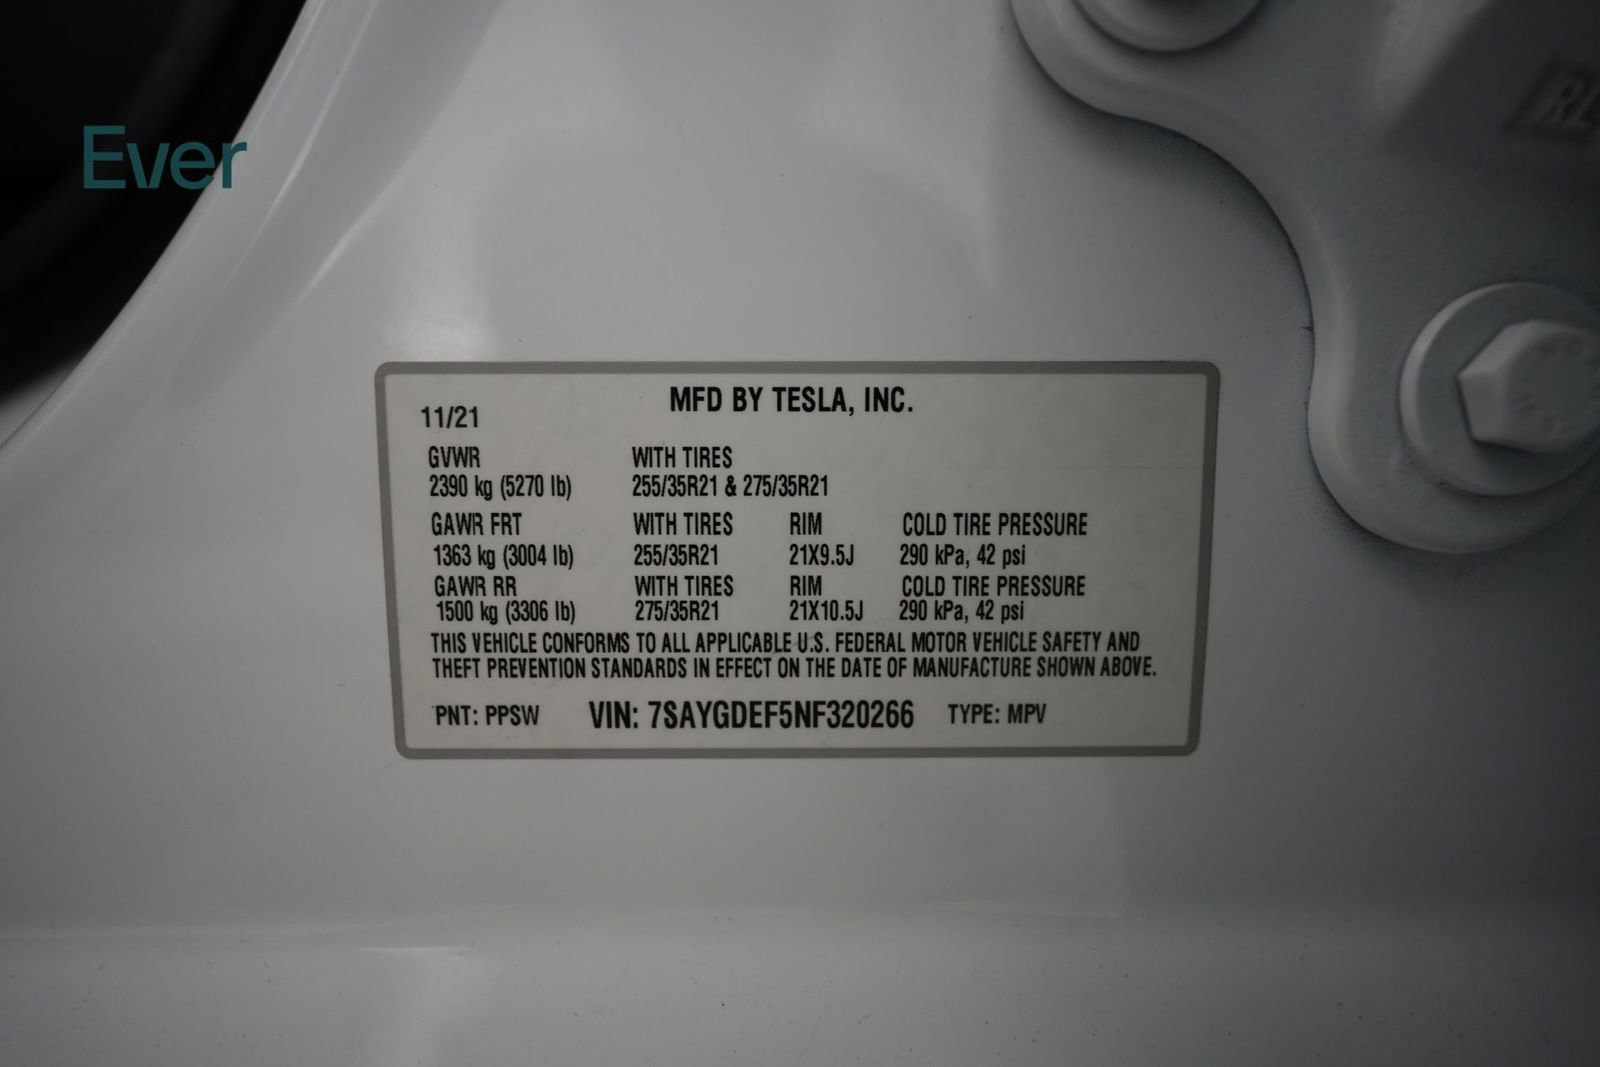 Ever
MFD BY TESLA, INC.
11/21
GVWR WITH TIRES
2390 kg (5270 lb) 255/35R21 & 275/35R21
GAWR FRT WITH TIRES RIM COLD TIRE PRESSURE
1363 kg (3004 lb) 255/35R21 21X9.5J 290 kPa, 42 psi
GAWR RR WITH TIRES RIM COLD TIRE PRESSURE
1500 kg (3306 lb) 275/35R21 21X10.5J 290 kPa, 42 psi
THIS VEHICLE CONFORMS TO ALL APPLICABLE U.S. FEDERAL MOTOR VEHICLE SAFETY AND
THEFT PREVENTION STANDARDS IN EFFECT ON THE DATE OF MANUFACTURE SHOWN ABOVE.
PNT: PPSW VIN: 7SAYGDEF5NF320266 TYPE: MPV